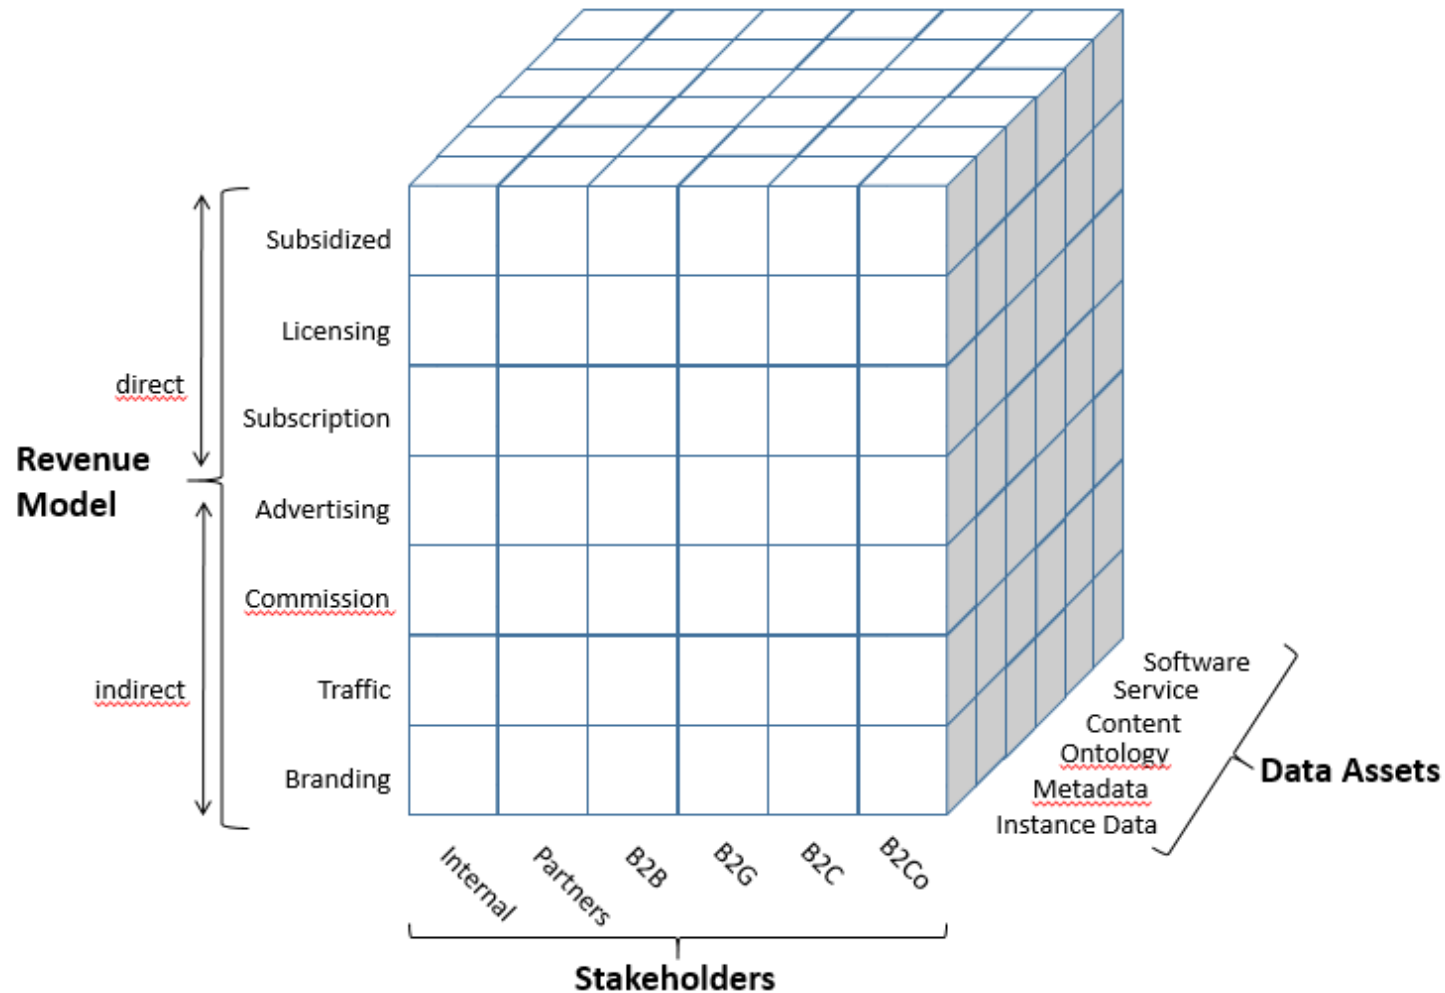 Subsidized
Licensing
direct
Subscription
Revenue
Model
Advertising
Commission
indirect
Traffic
Branding
Software
Service
Content
Ontology
Metadata
Instance Data
Data Assets
Internal
Partners
B2B
B2G
B2C
B2Co
Stakeholders